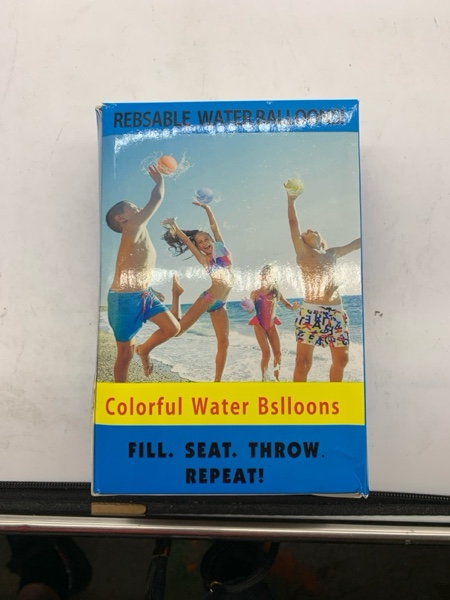 REBSABLE WATER BALLOONS!
Colorful Water Bslloons
FILL. SEAT. THROW.
REPEAT!